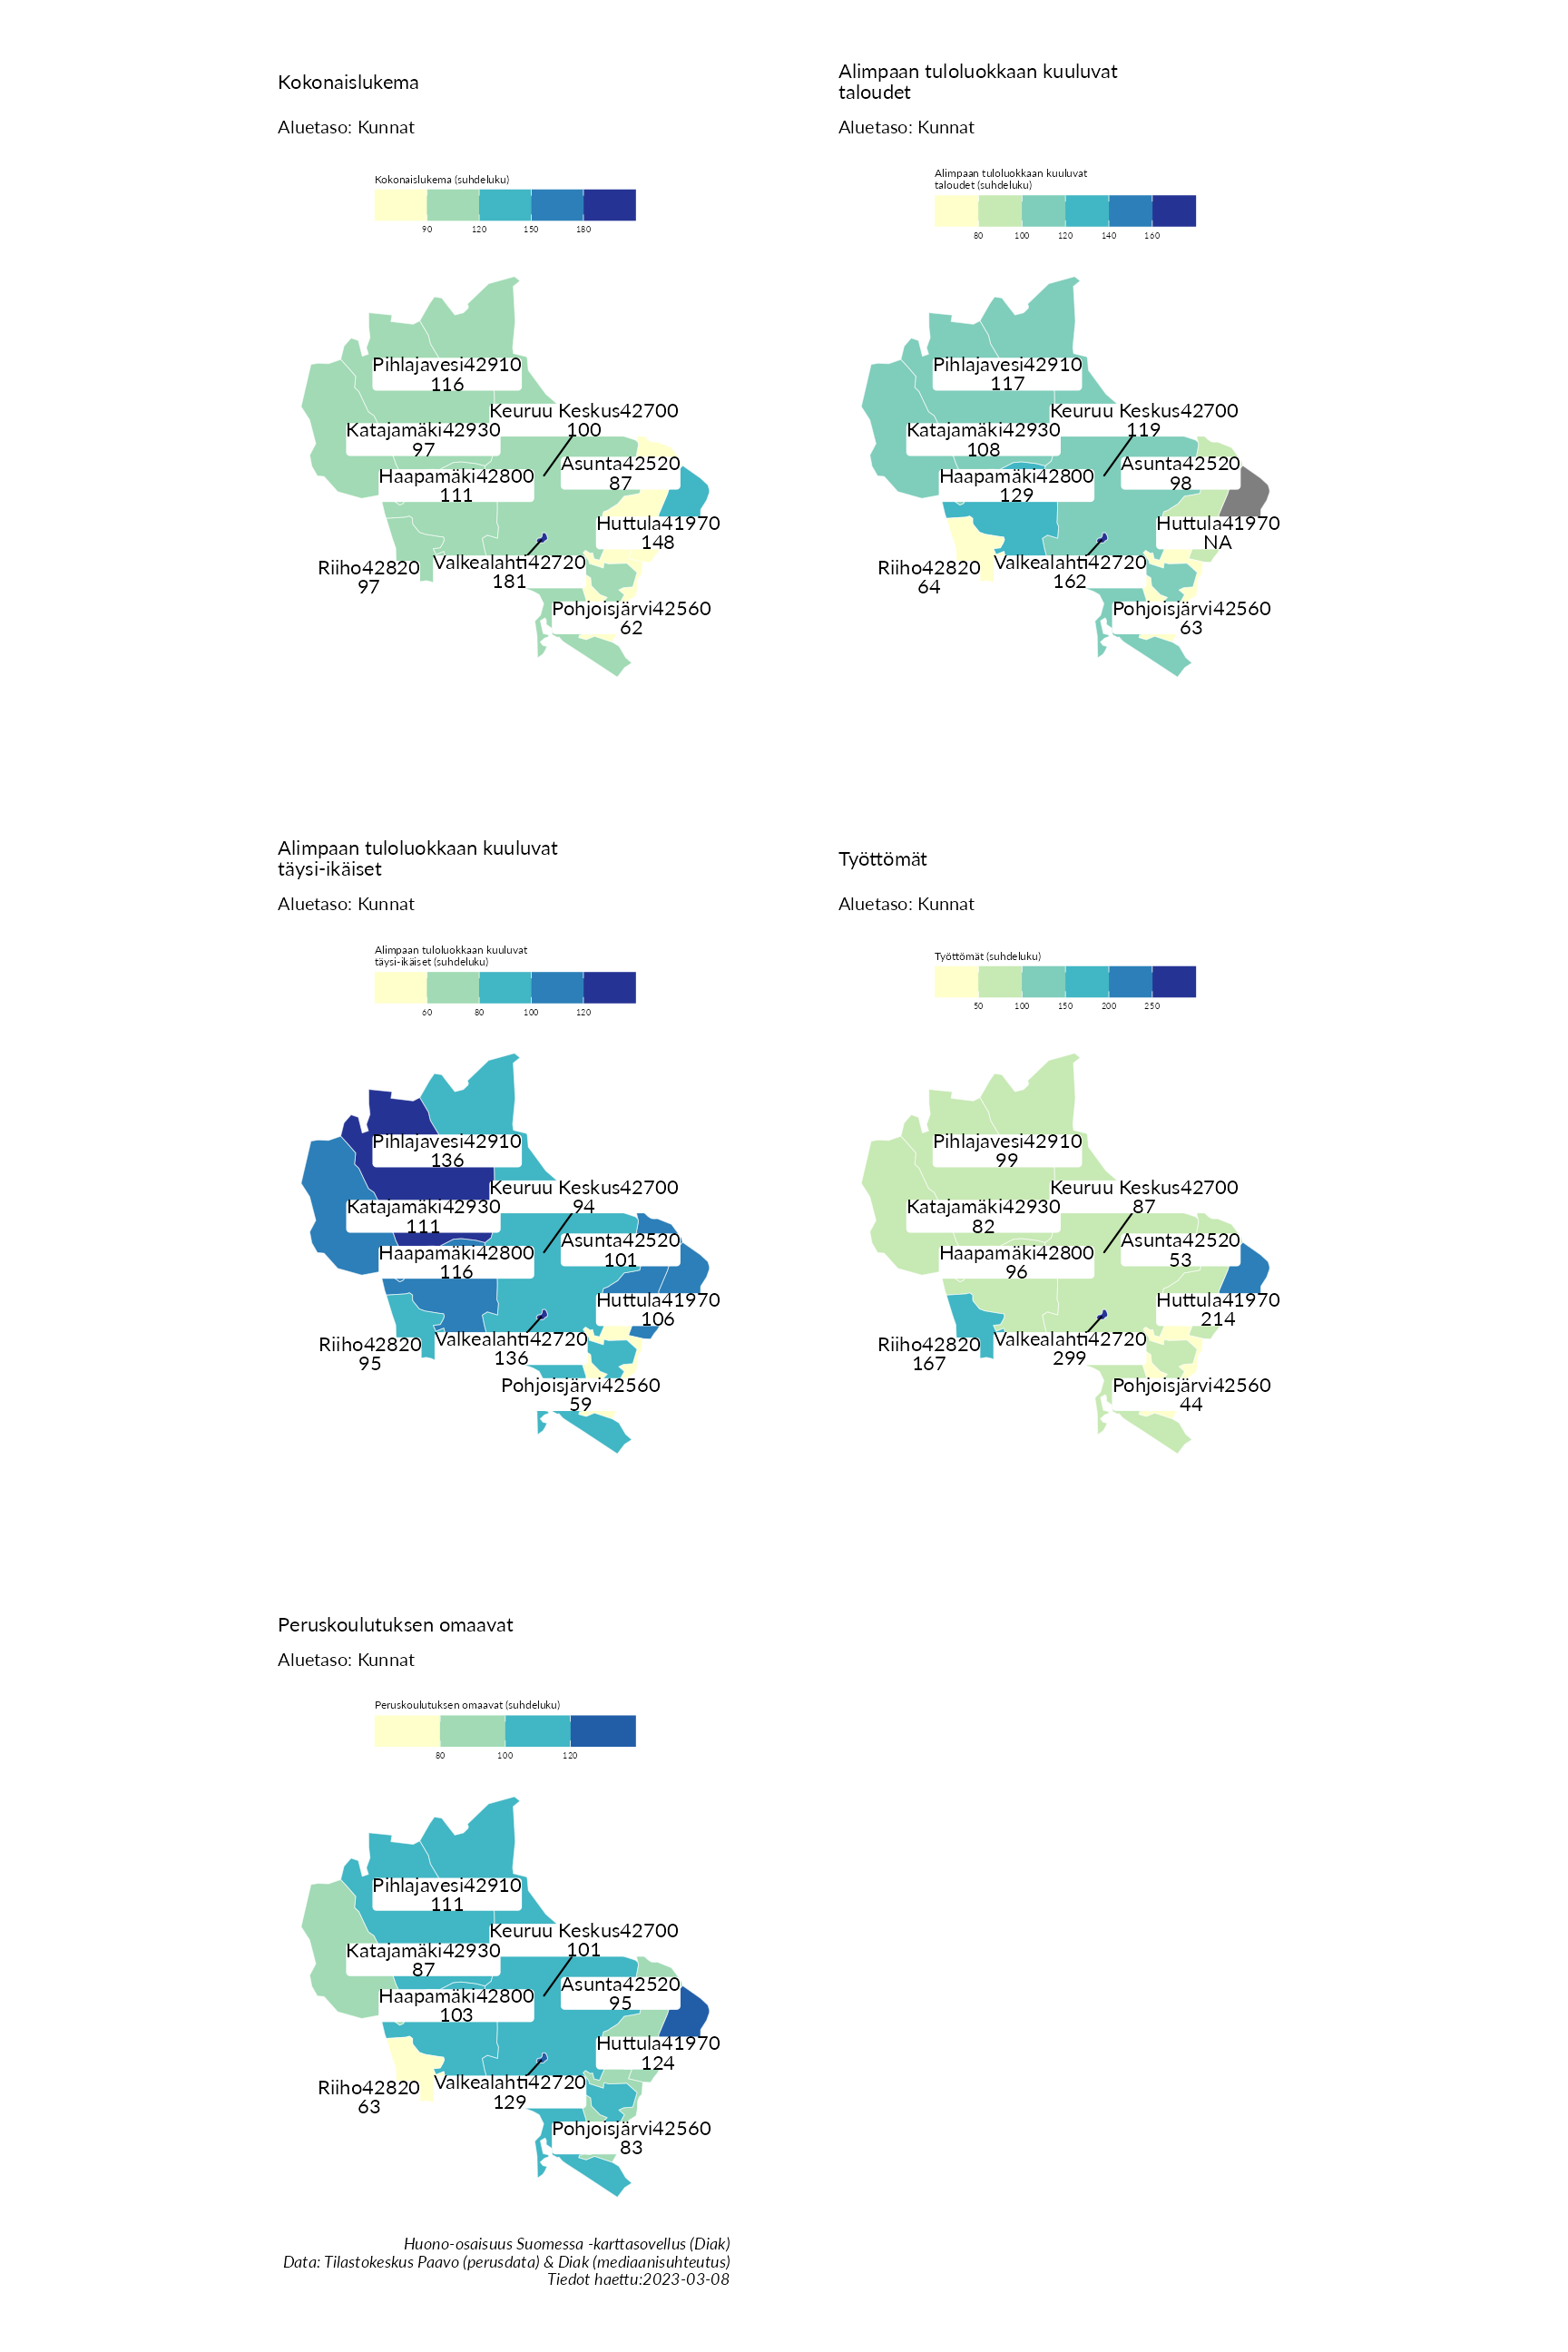 Kokonaislukema
Aluetaso: Kunnat
Kokonaislukema (suhdeluku)
90 120 150 180
Pihlajavesi42910
116
Keuruu Keskus42700
100
Katajamäki42930
97
Asunta42520
87
Haapamäki42800
111
Huttula41970
148
Valkealahti42720
181
Riiho42820
97
Pohjoisjärvi42560
62
Alimpaan tuloluokkaan kuuluvat
taloudet
Aluetaso: Kunnat
Alimpaan tuloluokkaan kuuluvat
taloudet (suhdeluku)
80 100 120 140 160
Pihlajavesi42910
117
Keuruu Keskus42700
119
Katajamäki42930
108
Asunta42520
98
Haapamäki42800
129
Huttula41970
NA
Valkealahti42720
162
Riiho42820
64
Pohjoisjärvi42560
63
Alimpaan tuloluokkaan kuuluvat
täysi-ikäiset
Aluetaso: Kunnat
Alimpaan tuloluokkaan kuuluvat
täysi-ikäiset (suhdeluku)
60 80 100 120
Pihlajavesi42910
136
Keuruu Keskus42700
94
Katajamäki42930
111
Asunta42520
101
Haapamäki42800
116
Huttula41970
106
Valkealahti42720
136
Riiho42820
95
Pohjoisjärvi42560
59
Työttömät
Aluetaso: Kunnat
Työttömät (suhdeluku)
50 100 150 200 250
Pihlajavesi42910
99
Keuruu Keskus42700
87
Katajamäki42930
82
Asunta42520
53
Haapamäki42800
96
Huttula41970
214
Valkealahti42720
299
Riiho42820
167
Pohjoisjärvi42560
44
Peruskoulutuksen omaavat
Aluetaso: Kunnat
Peruskoulutuksen omaavat (suhdeluku)
80 100 120
Pihlajavesi42910
111
Keuruu Keskus42700
101
Katajamäki42930
87
Asunta42520
95
Haapamäki42800
103
Huttula41970
124
Valkealahti42720
129
Riiho42820
63
Pohjoisjärvi42560
83
Huono-osaisuus Suomessa -karttasovellus (Diak)
Data: Tilastokeskus Paavo (perusdata) & Diak (mediaanisuhteutus)
Tiedot haettu:2023-03-08